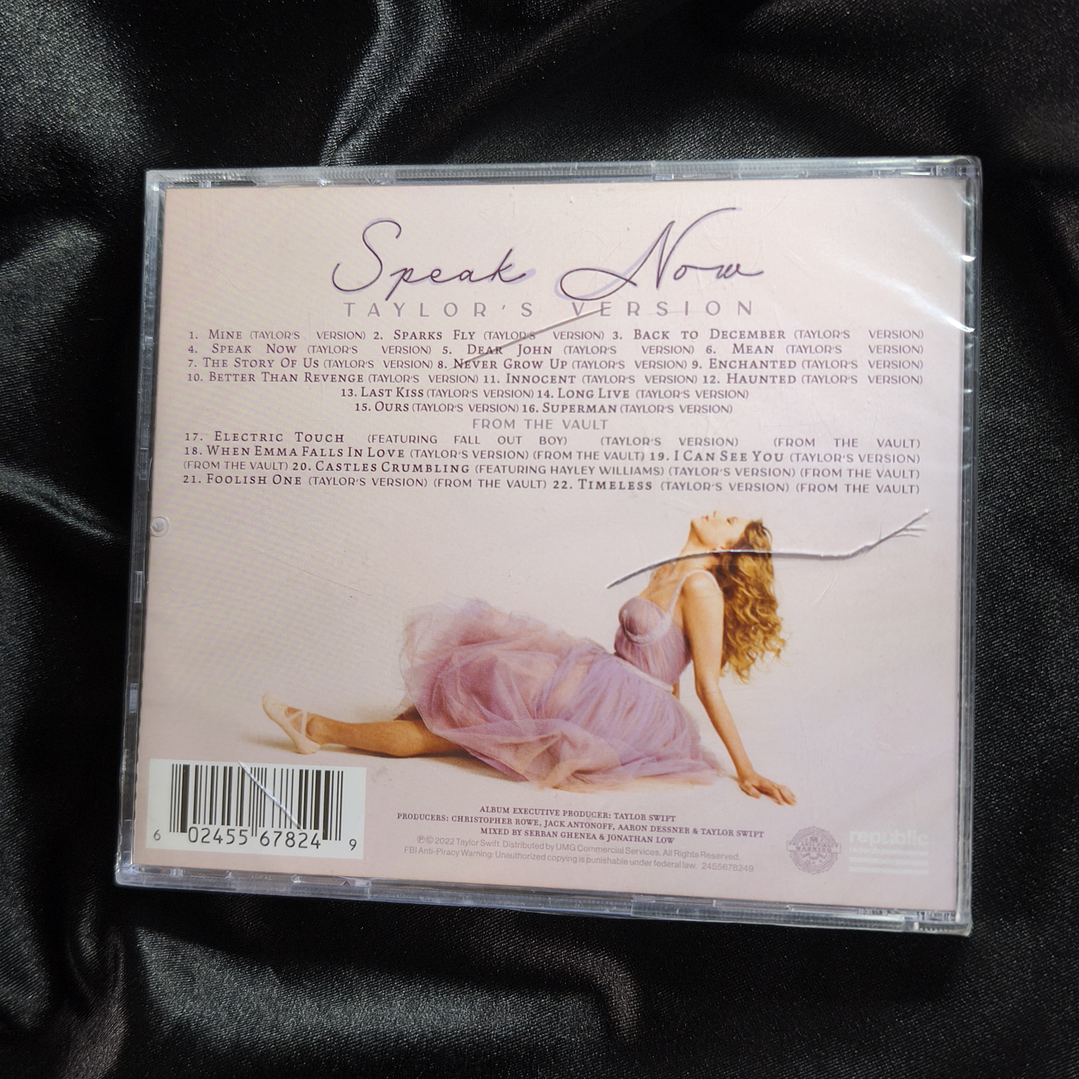 Speak Now
TAYLOR'S VERSION
1. MINE (TAYLOR'S VERSION) 2. SPARKS FLY (TAYLOR'S VERSION) 3. BACK TO DECEMBER (TAYLOR'S VERSION)
4. SPEAK NOW (TAYLOR'S VERSION) 5. DEAR JOHN (TAYLOR'S VERSION) 6. MEAN (TAYLOR'S VERSION)
7. THE STORY OF US (TAYLOR'S VERSION) 8. NEVER GROW UP (TAYLOR'S VERSION) 9. ENCHANTED (TAYLOR'S VERSION)
10. BETTER THAN REVENGE (TAYLOR'S VERSION) 11. INNOCENT (TAYLOR'S VERSION) 12. HAUNTED (TAYLOR'S VERSION)
13. LAST KISS (TAYLOR'S VERSION) 14. LONG LIVE (TAYLOR'S VERSION)
15. OURS (TAYLOR'S VERSION) 16. SUPERMAN (TAYLOR'S VERSION)
FROM THE VAULT
17. ELECTRIC TOUCH (FEATURING FALL OUT BOY) (TAYLOR'S VERSION) (FROM THE VAULT)
18. WHEN EMMA FALLS IN LOVE (TAYLOR'S VERSION) (FROM THE VAULT) 19. I CAN SEE YOU (TAYLOR'S VERSION)
(FROM THE VAULT) 20. CASTLES CRUMBLING (FEATURING HAYLEY WILLIAMS) (TAYLOR'S VERSION) (FROM THE VAULT)
21. FOOLISH ONE (TAYLOR'S VERSION) (FROM THE VAULT) 22. TIMELESS (TAYLOR'S VERSION) (FROM THE VAULT)
6 02455 67824 9
ALBUM EXECUTIVE PRODUCER: TAYLOR SWIFT
PRODUCERS: CHRISTOPHER ROWE, JACK ANTONOFF, AARON DESSNER & TAYLOR SWIFT
MIXED BY SERBAN GHENEA & JONATHAN LOW
℗©2022 Taylor Swift. Distributed by UMG Commercial Services. All Rights Reserved.
FBI Anti-Piracy Warning: Unauthorized copying is punishable under federal law. 2455678249
republic